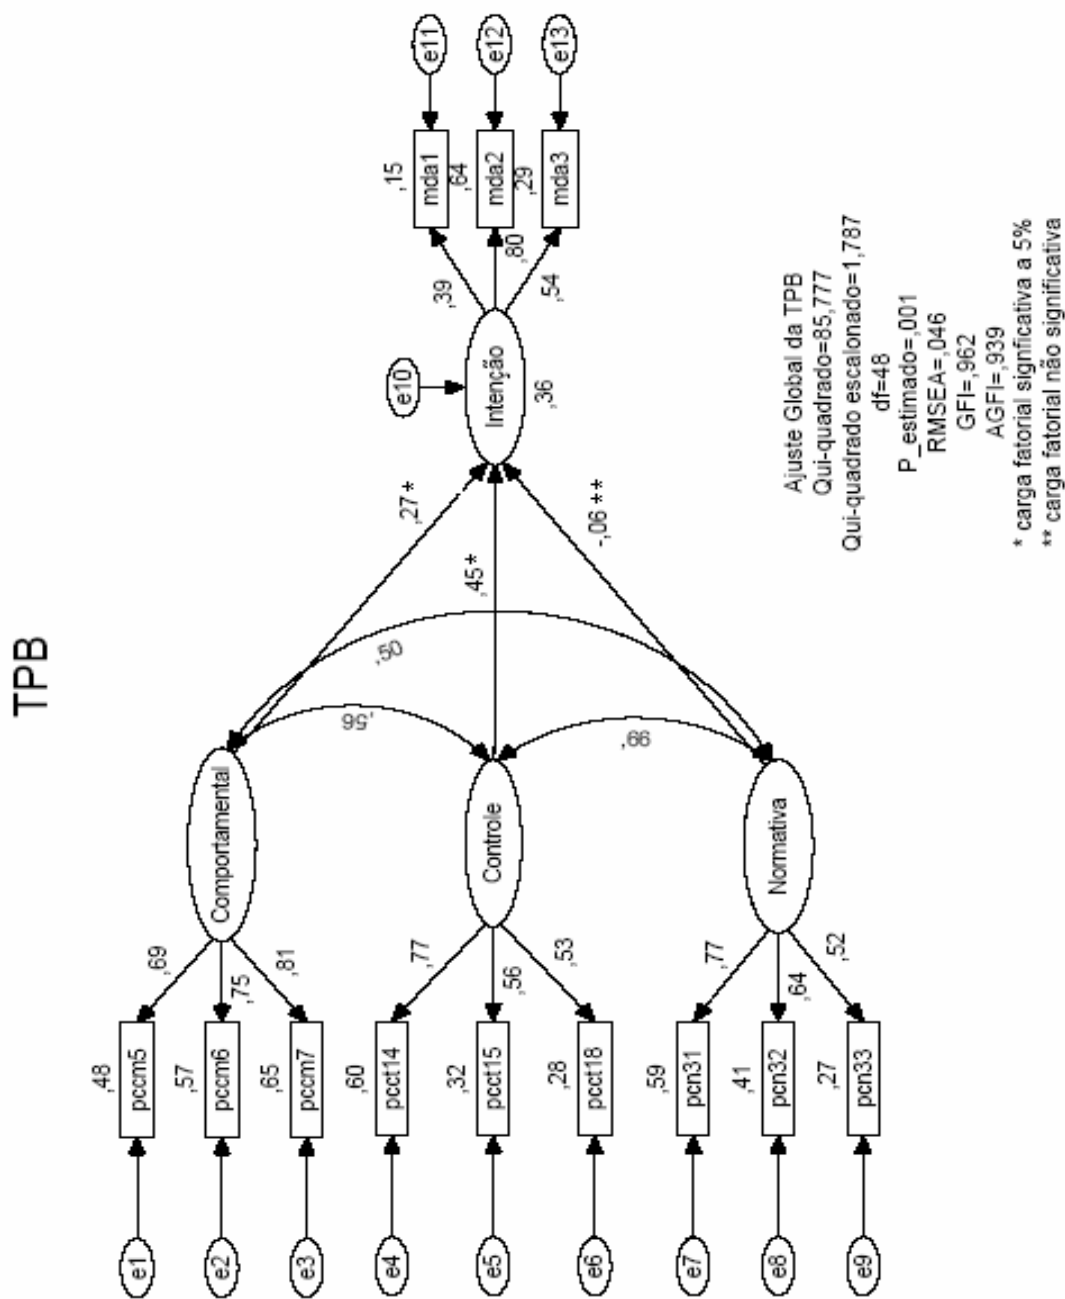 TPB
e1
,48
pccm5
,69
e2
,57
pccm6
,75
Comportamental
e3
,65
pccm7
,81
e4
,60
pcct14
,77
e5
,32
pcct15
,56
Controle
e6
,28
pcct18
,53
e7
,59
pcn31
,77
e8
,41
pcn32
,64
Normativa
e9
,27
pcn33
,52
,56
,50
,66
,27*
,45*
-,06 **
e10
Intenção
,36
,39
,15
mda1
e11
,80
,64
mda2
e12
,54
,29
mda3
e13
Ajuste Global da TPB
Qui-quadrado=85,777
Qui-quadrado escalonado=1,787
df=48
P_estimado=,001
RMSEA=,046
GFI=,962
AGFI=,939
* carga fatorial signficativa a 5%
** carga fatorial não significativa